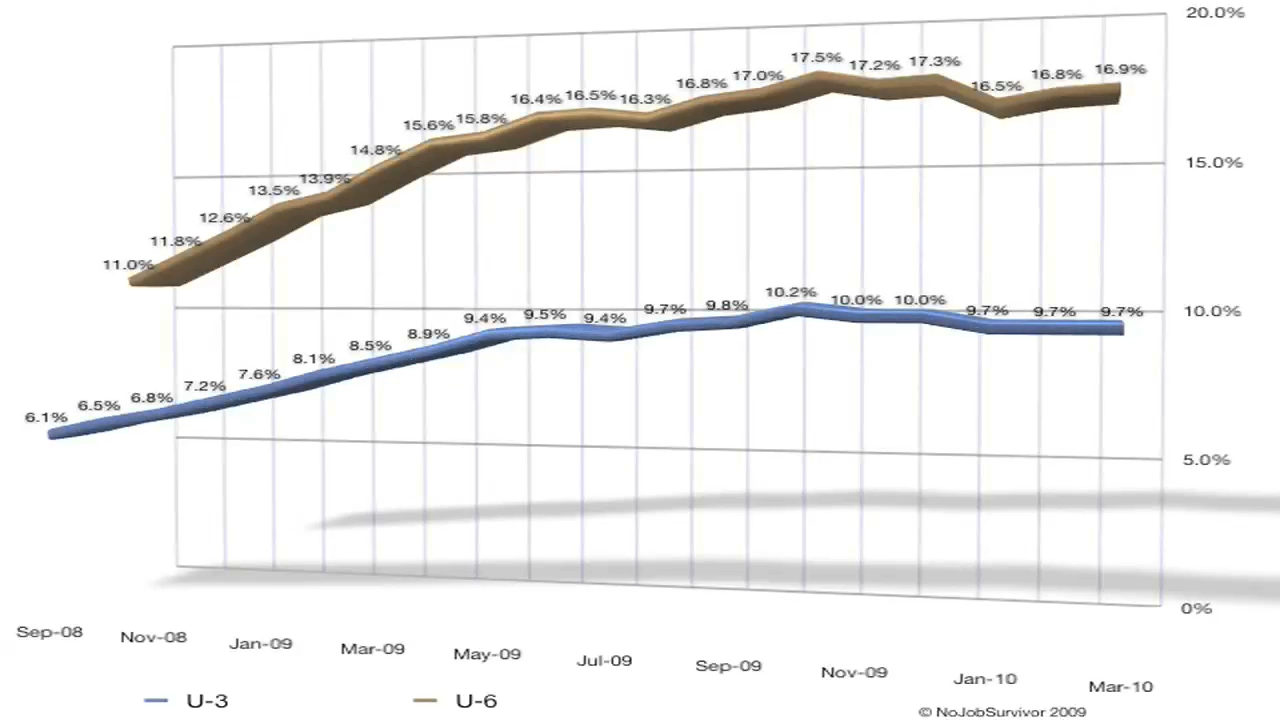 20.0%
17.5% 17.2% 17.3%
16.8% 17.0% 16.5% 16.8% 16.9%
16.4% 16.5% 16.3%
15.6% 15.8%
14.8%
15.0%
13.9%
13.5%
12.6%
11.8%
11.0%
10.2% 10.0% 10.0% 9.7% 9.7% 9.7% 10.0%
9.4% 9.5% 9.4% 9.7% 9.8%
8.9%
8.5%
8.1%
7.6%
7.2%
6.8%
6.5%
6.1%
5.0%
0%
Sep-08 Nov-08 Jan-09 Mar-09 May-09 Jul-09 Sep-09 Nov-09 Jan-10 Mar-10
U-3 U-6
© NoJobSurvivor 2009